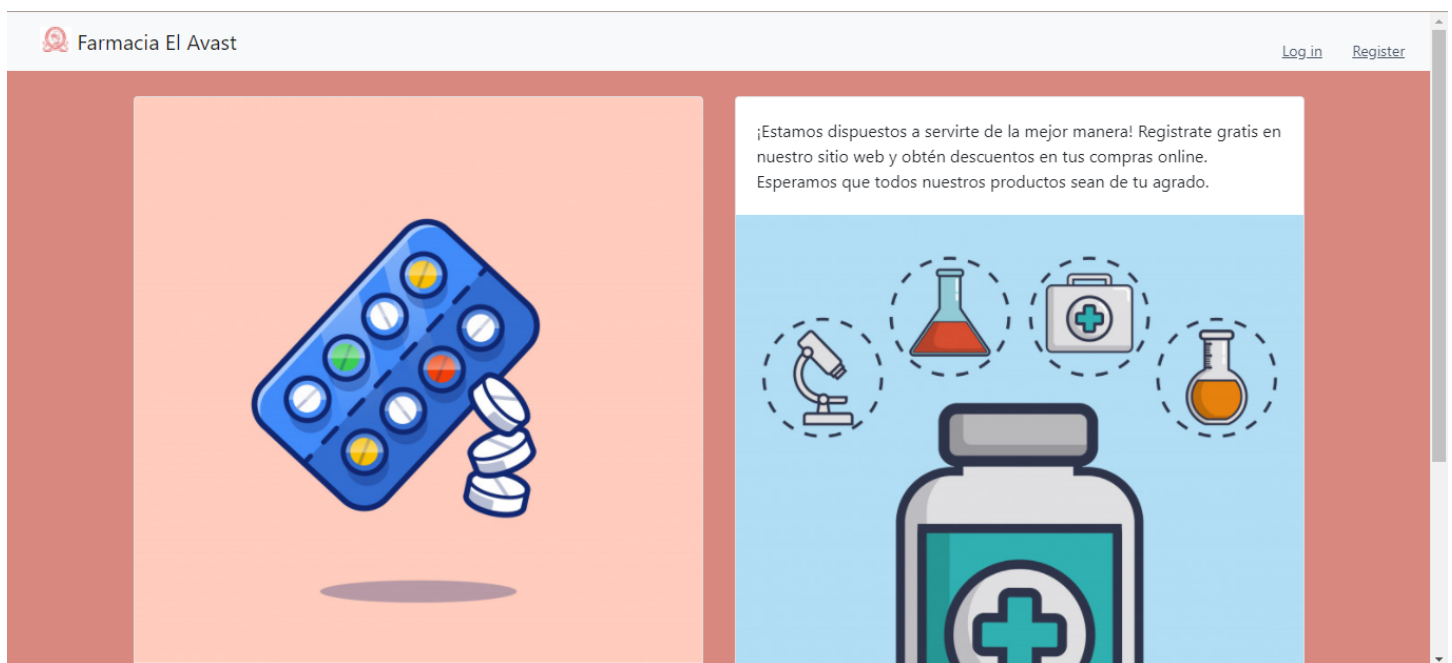 Farmacia El Avast
Log in Register
¡Estamos dispuestos a servirte de la mejor manera! Registrate gratis en
nuestro sitio web y obtén descuentos en tus compras online.
Esperamos que todos nuestros productos sean de tu agrado.